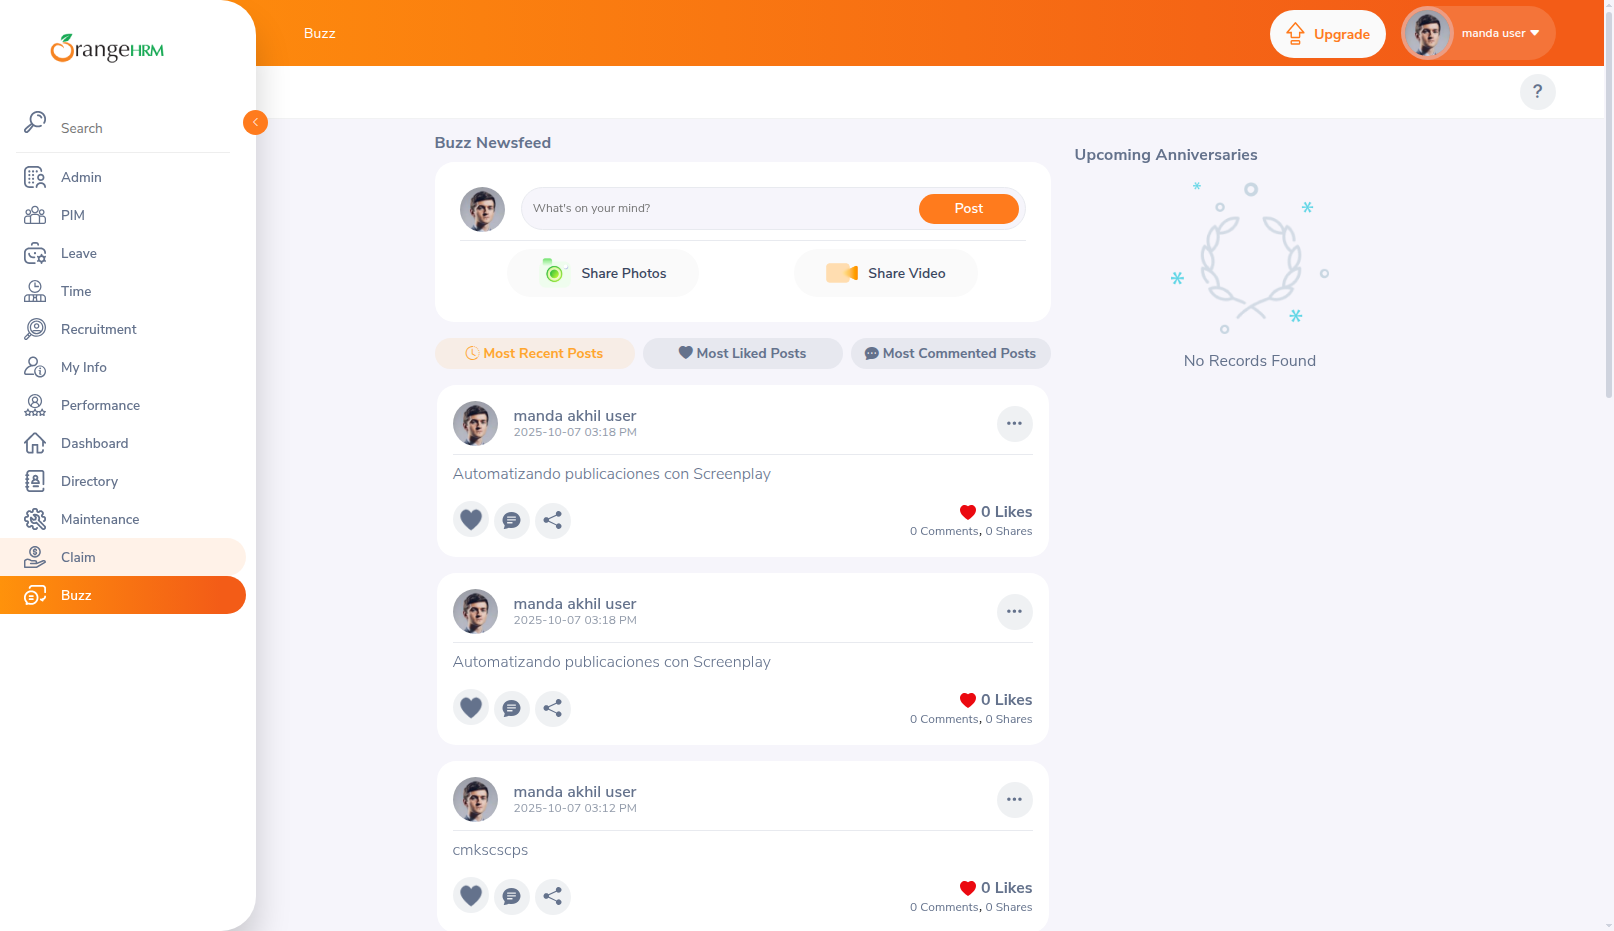 OrangeHRM
Buzz
Upgrade
manda user
?
Search
Admin
PIM
Leave
Time
Recruitment
My Info
Performance
Dashboard
Directory
Maintenance
Claim
Buzz
Buzz Newsfeed
What's on your mind?
Post
Share Photos
Share Video
Most Recent Posts
Most Liked Posts
Most Commented Posts
manda akhil user
2025-10-07 03:18 PM
Automatizando publicaciones con Screenplay
0 Likes
0 Comments, 0 Shares
manda akhil user
2025-10-07 03:18 PM
Automatizando publicaciones con Screenplay
0 Likes
0 Comments, 0 Shares
manda akhil user
2025-10-07 03:12 PM
cmkscscps
0 Likes
0 Comments, 0 Shares
Upcoming Anniversaries
No Records Found